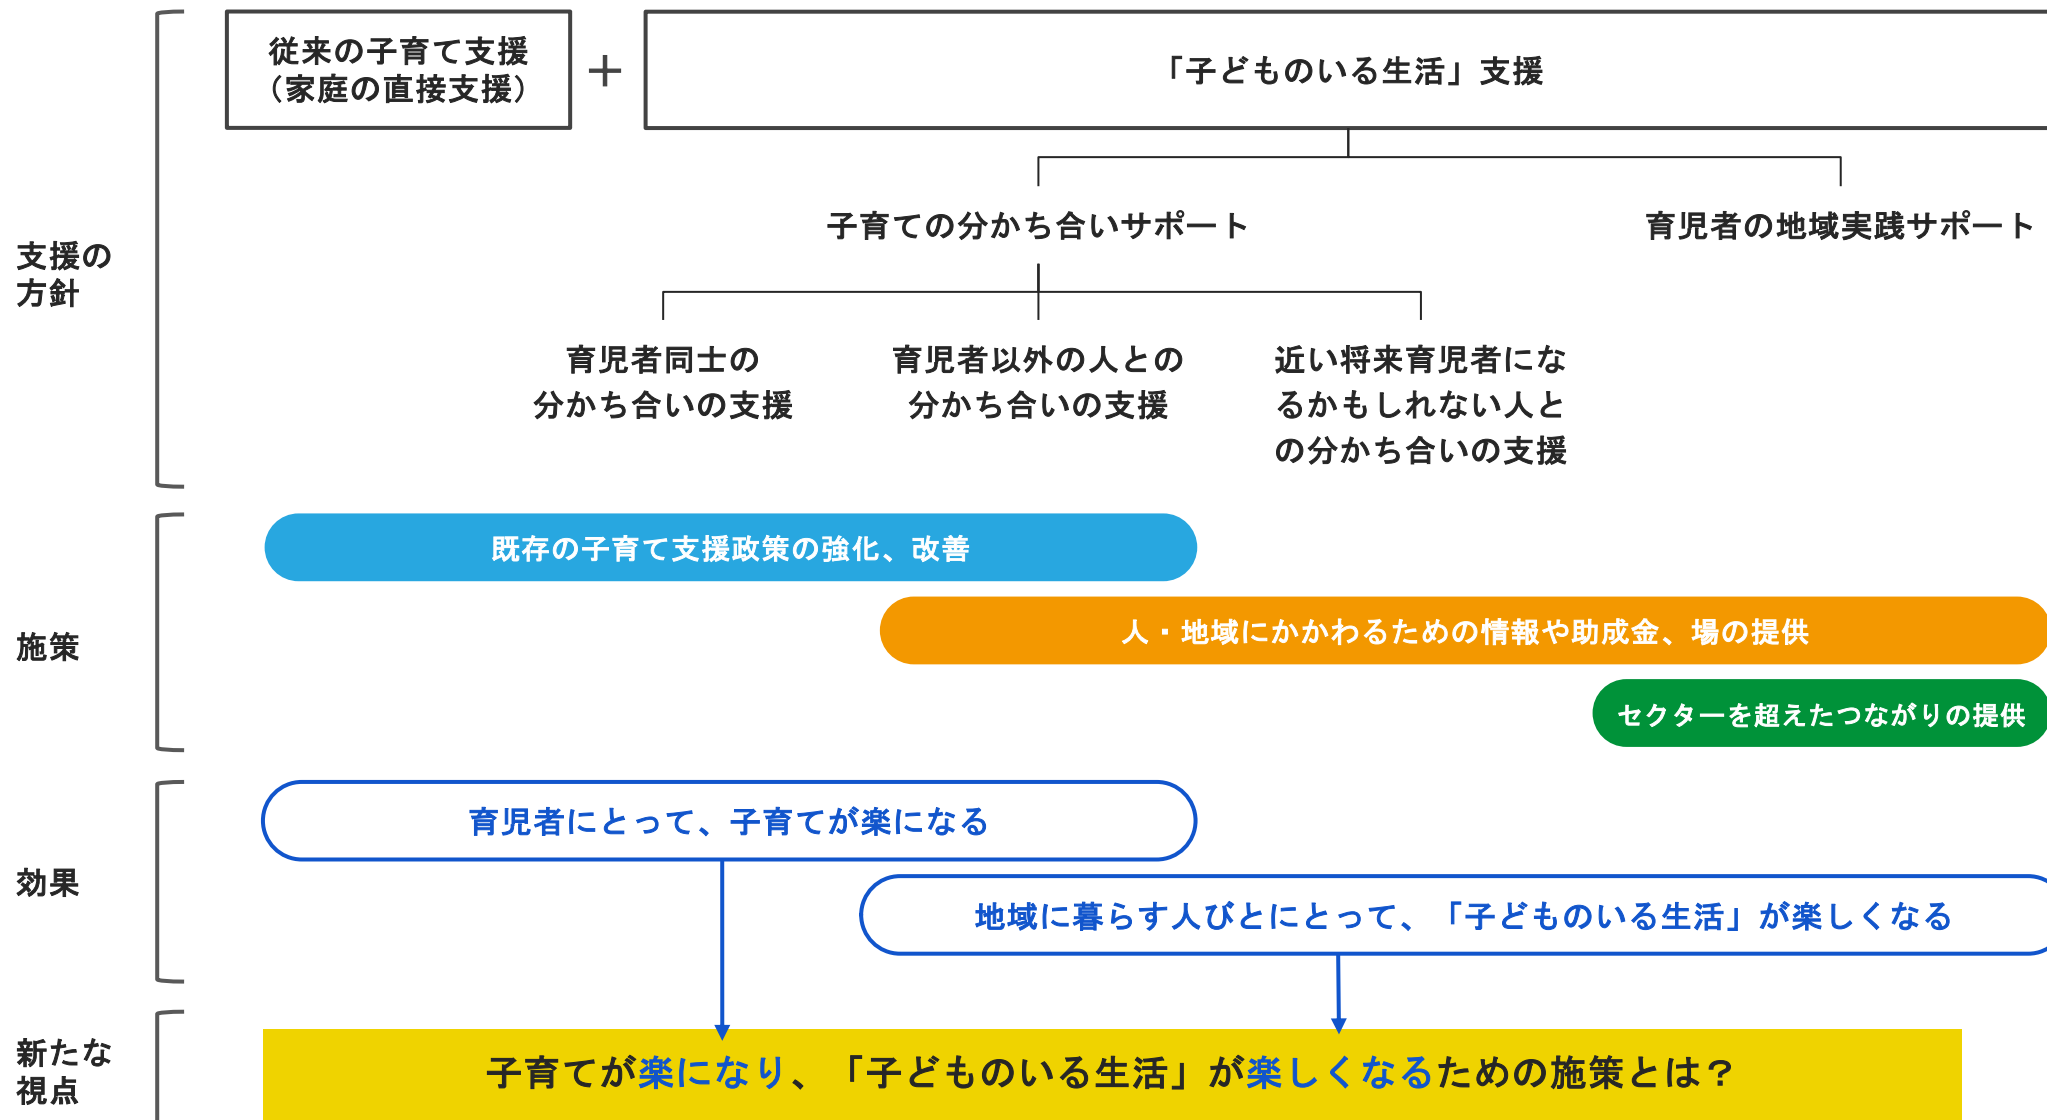 従来の子育て支援
（家庭の直接支援）
＋
「子どものいる生活」支援
支援の
方針
子育ての分かち合いサポート
育児者の地域実践サポート
育児者同士の
分かち合いの支援
育児者以外の人との
分かち合いの支援
近い将来育児者にな
るかもしれない人と
の分かち合いの支援
施策
既存の子育て支援政策の強化、改善
人・地域にかかわるための情報や助成金、場の提供
セクターを超えたつながりの提供
効果
育児者にとって、子育てが楽になる
地域に暮らす人びとにとって、「子どものいる生活」が楽しくなる
新たな
視点
子育てが楽になり、「子どものいる生活」が楽しくなるための施策とは？